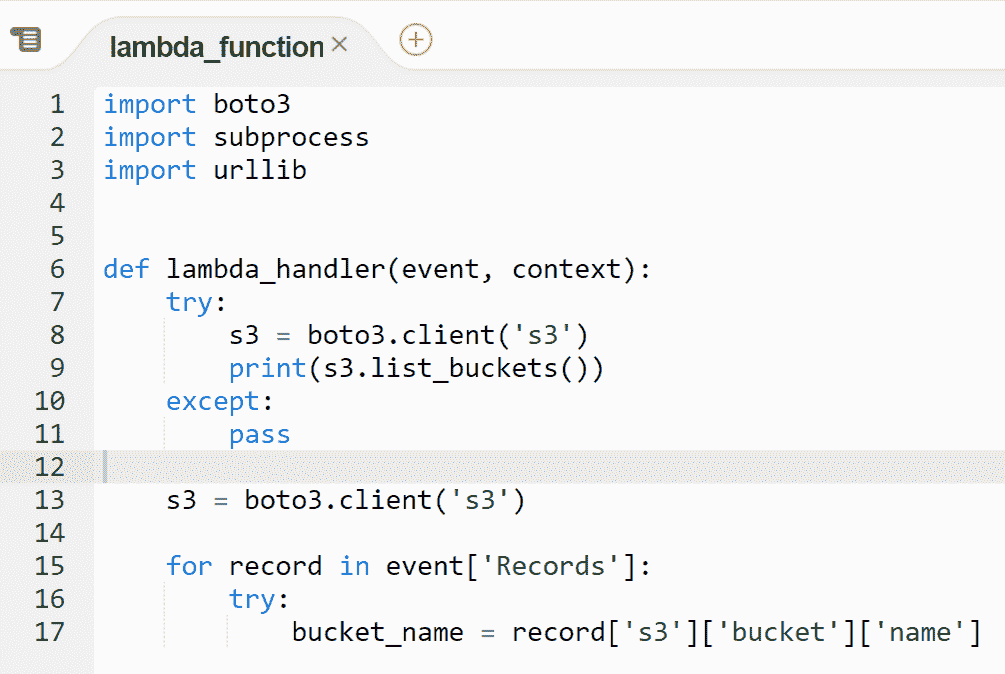 lambda_function ×
1 import boto3
2 import subprocess
3 import urllib
4
5
6 def lambda_handler(event, context):
7     try:
8         s3 = boto3.client('s3')
9         print(s3.list_buckets())
10     except:
11         pass
12
13     s3 = boto3.client('s3')
14
15     for record in event['Records']:
16         try:
17             bucket_name = record['s3']['bucket']['name']